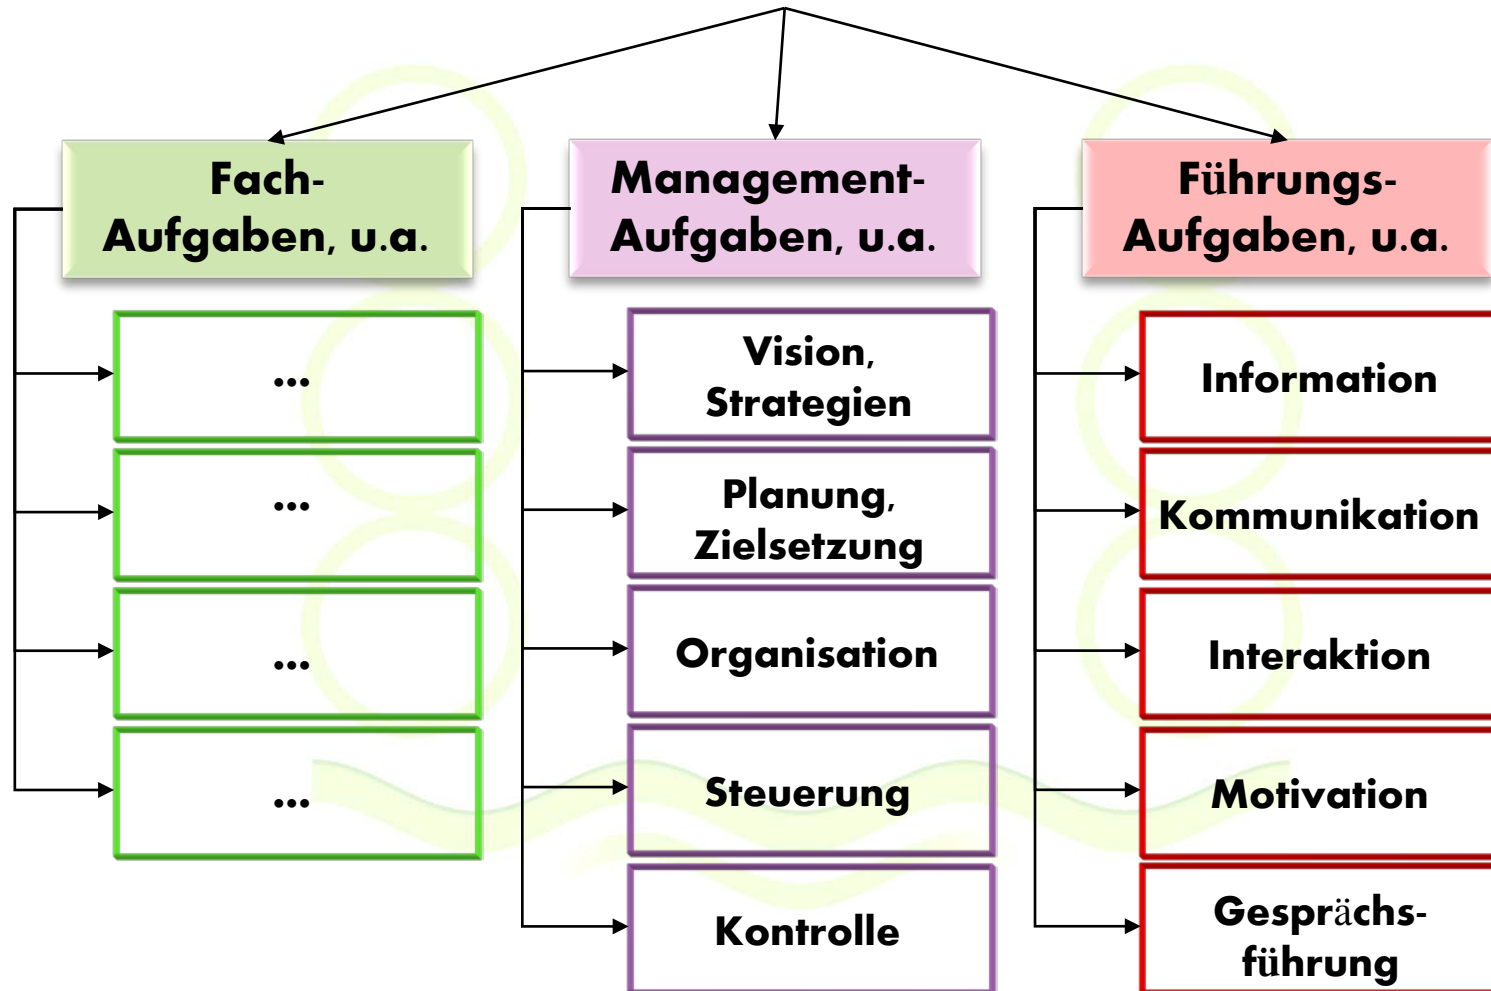 Fach-
Aufgaben, u.a.
...
...
...
...
Management-
Aufgaben, u.a.
Vision,
Strategien
Planung,
Zielsetzung
Organisation
Steuerung
Kontrolle
Führungs-
Aufgaben, u.a.
Information
Kommunikation
Interaktion
Motivation
Gesprächs-
führung